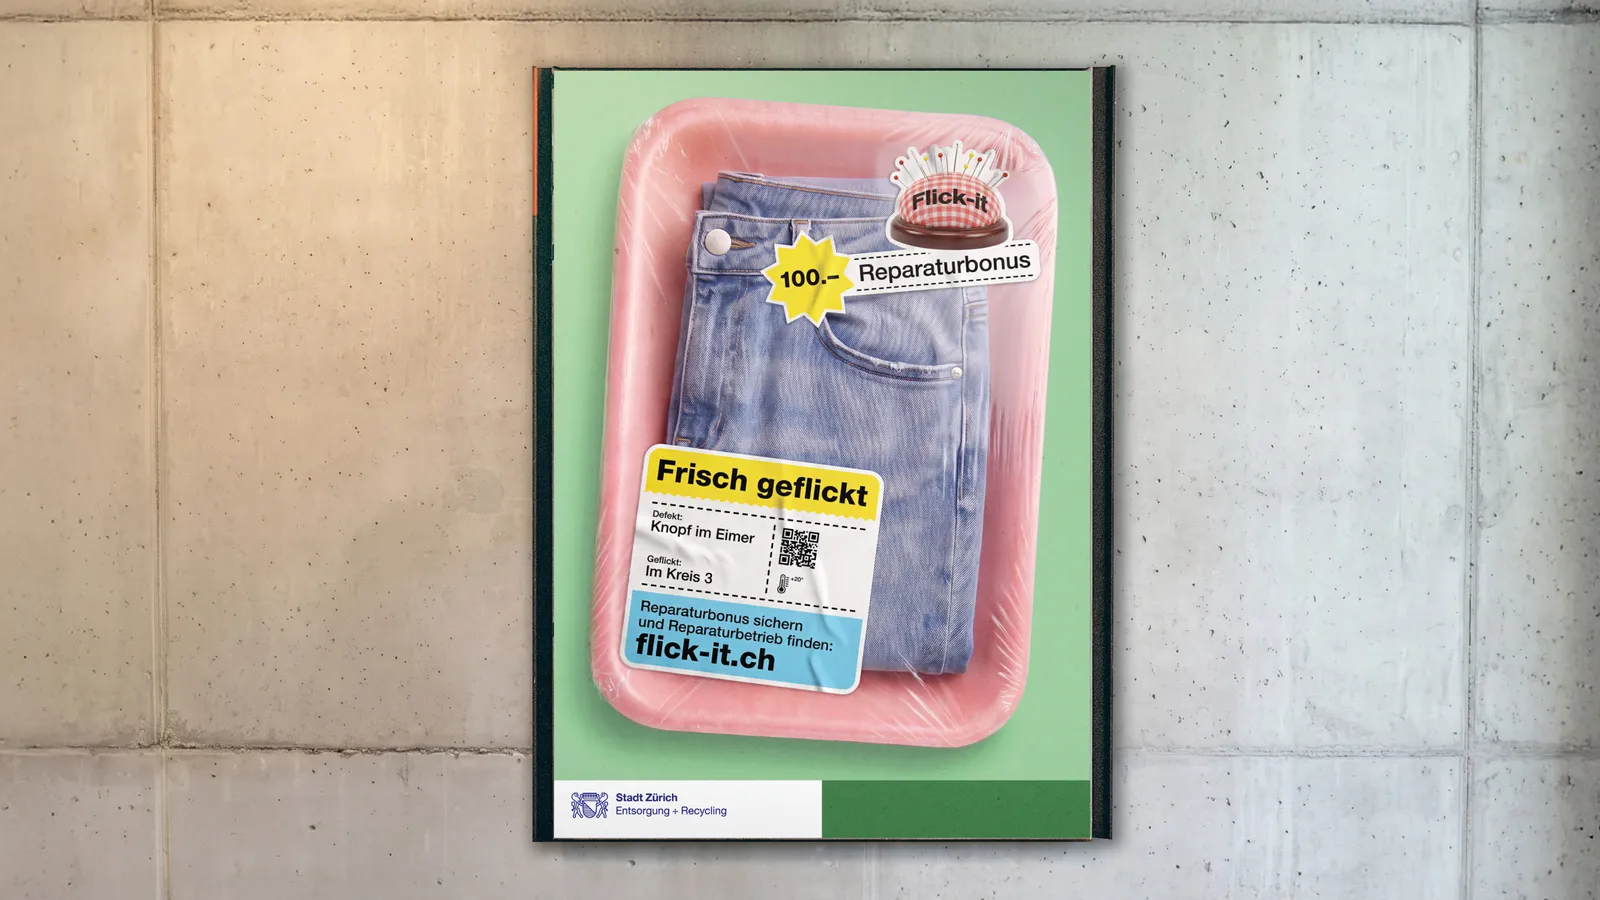 Flick-it
100.–
Reparaturbonus
Frisch geflickt
Defekt:
Knopf im Eimer
Geflickt:
Im Kreis 3
+20°
Reparaturbonus sichern
und Reparaturbetrieb finden:
flick-it.ch
Stadt Zürich
Entsorgung + Recycling